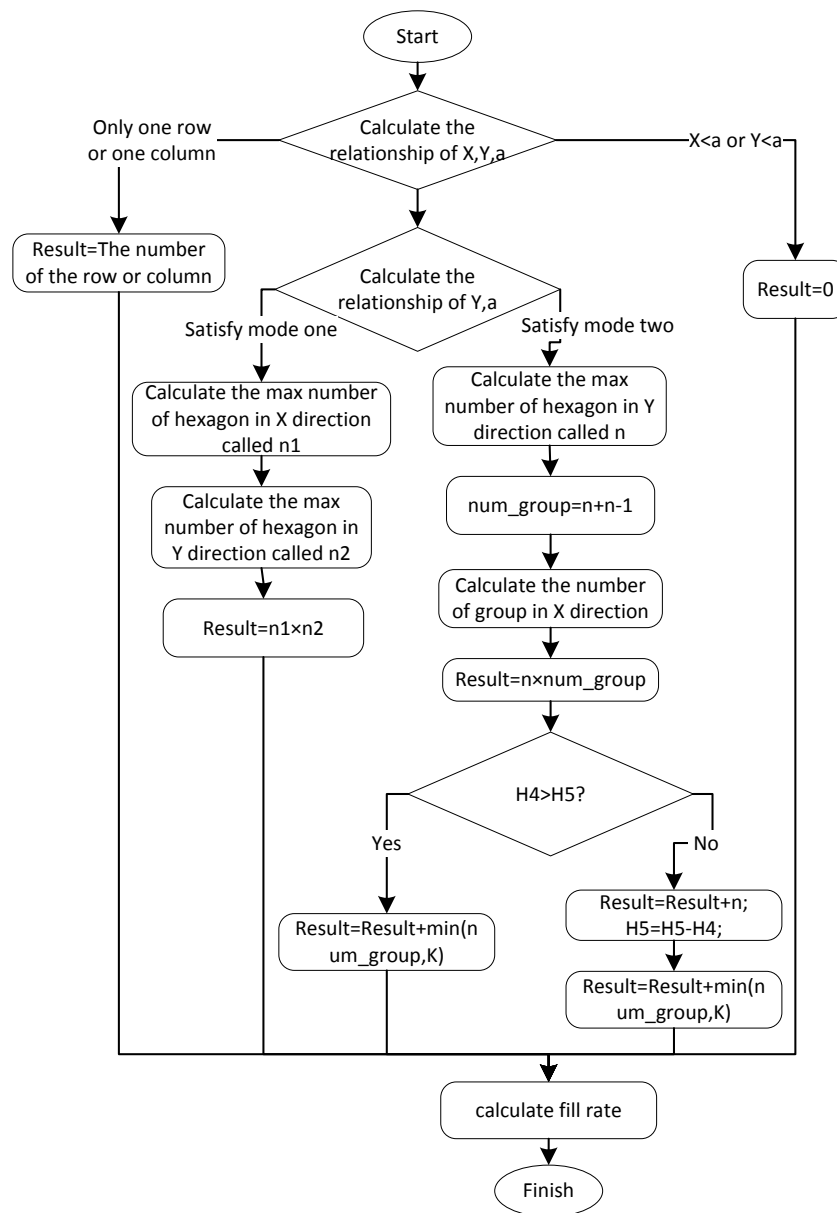 Start
Only one row
or one column
Calculate the
relationship of X,Y,a
X<a or Y<a
Result=The number
of the row or column
Calculate the
relationship of Y,a
Result=0
Satisfy mode one
Satisfy mode two
Calculate the max
number of hexagon in X direction
called n1
Calculate the max
number of hexagon in Y
direction called n
Calculate the max
number of hexagon in
Y direction called n2
num_group=n+n-1
Calculate the number
of group in X direction
Result=n1×n2
Result=n×num_group
H4>H5?
Yes
No
Result=Result+min(n
um_group,K)
Result=Result+n;
H5=H5-H4;
Result=Result+min(n
um_group,K)
calculate fill rate
Finish